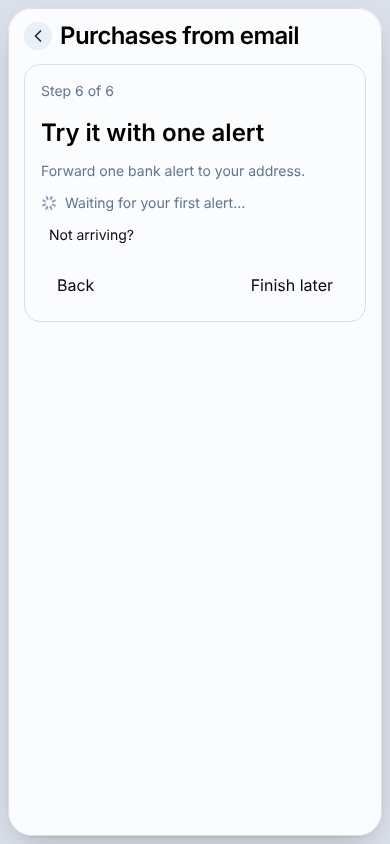 Purchases from email
Step 6 of 6
Try it with one alert
Forward one bank alert to your address.
Waiting for your first alert...
Not arriving?
Back
Finish later